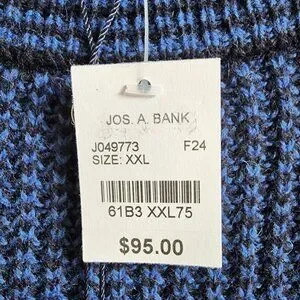 JOS. A. BANK
J049773 F24
SIZE: XXL
61B3 XXL75
$95.00